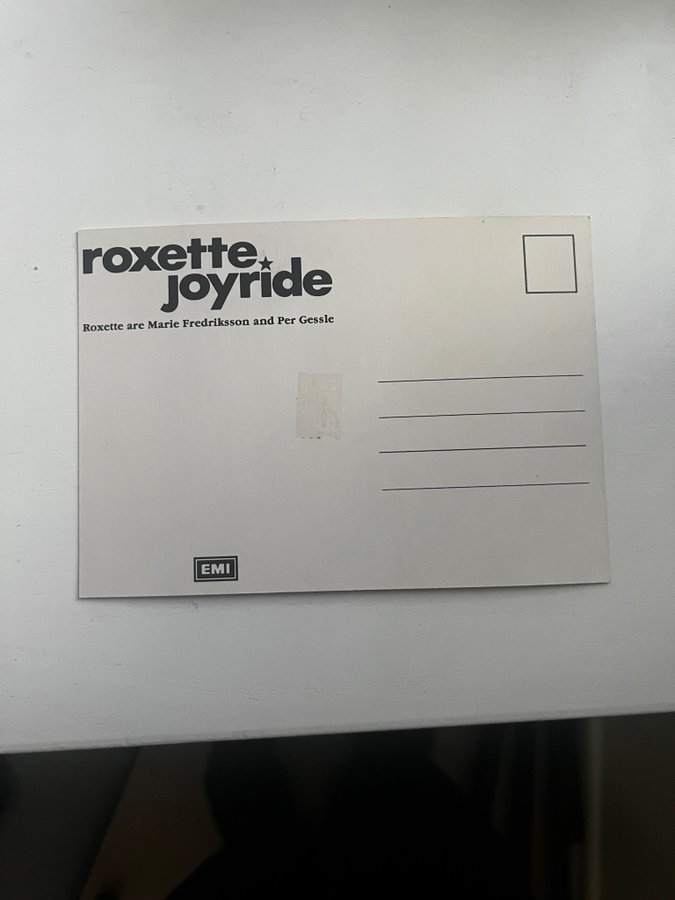 roxette
joyride
Roxette are Marie Fredriksson and Per Gessle
EMI